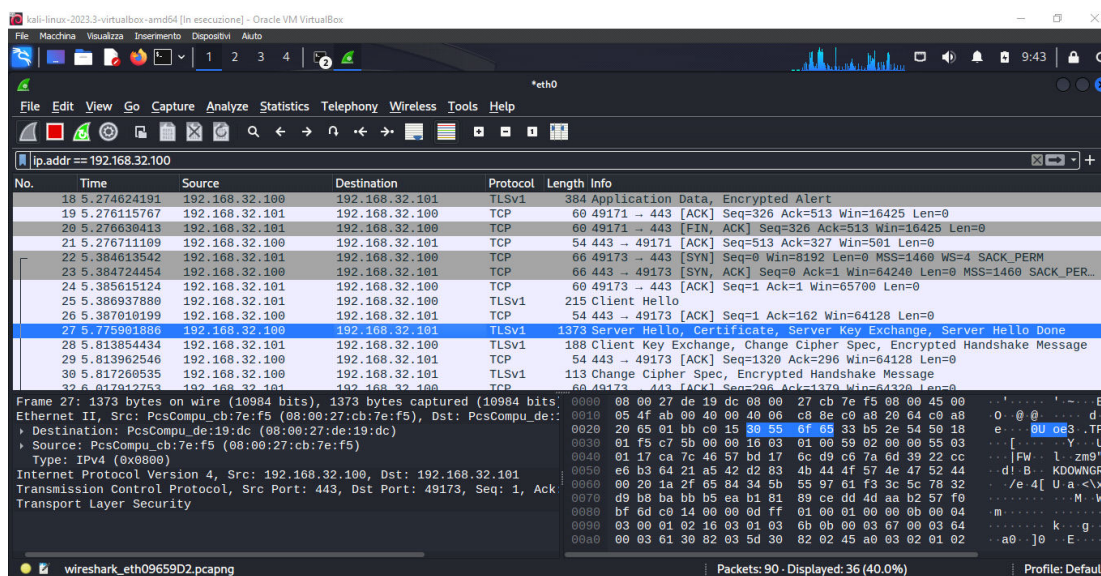 kali-linux-2023.3-virtualbox-amd64 [In esecuzione] - Oracle VM VirtualBox
File Macchina Visualizza Inserimento Dispositivi Aiuto
1 2 3 4 2 9:43
*eth0
File Edit View Go Capture Analyze Statistics Telephony Wireless Tools Help
ip.addr == 192.168.32.100
No. Time Source Destination Protocol Length Info
18 5.274624191 192.168.32.100 192.168.32.101 TLSv1 384 Application Data, Encrypted Alert
19 5.276115767 192.168.32.101 192.168.32.100 TCP 60 49171 → 443 [ACK] Seq=326 Ack=513 Win=16425 Len=0
20 5.276630413 192.168.32.101 192.168.32.100 TCP 60 49171 → 443 [FIN, ACK] Seq=326 Ack=513 Win=16425 Len=0
21 5.276711109 192.168.32.100 192.168.32.101 TCP 54 443 → 49171 [ACK] Seq=513 Ack=327 Win=501 Len=0
22 5.384613542 192.168.32.101 192.168.32.100 TCP 66 49173 → 443 [SYN] Seq=0 Win=8192 Len=0 MSS=1460 WS=4 SACK_PERM
23 5.384724454 192.168.32.100 192.168.32.101 TCP 66 443 → 49173 [SYN, ACK] Seq=0 Ack=1 Win=64240 Len=0 MSS=1460 SACK_PER…
24 5.385615124 192.168.32.101 192.168.32.100 TCP 60 49173 → 443 [ACK] Seq=1 Ack=1 Win=65700 Len=0
25 5.386937880 192.168.32.101 192.168.32.100 TLSv1 215 Client Hello
26 5.387010199 192.168.32.100 192.168.32.101 TCP 54 443 → 49173 [ACK] Seq=1 Ack=162 Win=64128 Len=0
27 5.775901886 192.168.32.100 192.168.32.101 TLSv1 1373 Server Hello, Certificate, Server Key Exchange, Server Hello Done
28 5.813854434 192.168.32.101 192.168.32.100 TLSv1 188 Client Key Exchange, Change Cipher Spec, Encrypted Handshake Message
29 5.813962546 192.168.32.100 192.168.32.101 TCP 54 443 → 49173 [ACK] Seq=1320 Ack=296 Win=64128 Len=0
30 5.817260535 192.168.32.100 192.168.32.101 TLSv1 113 Change Cipher Spec, Encrypted Handshake Message
32 6.017912753 192.168.32.101 192.168.32.100 TCP 60 49173 → 443 [ACK] Seq=296 Ack=1379 Win=64320 Len=0
Frame 27: 1373 bytes on wire (10984 bits), 1373 bytes captured (10984 bits)
Ethernet II, Src: PcsCompu_cb:7e:f5 (08:00:27:cb:7e:f5), Dst: PcsCompu_de:1
Destination: PcsCompu_de:19:dc (08:00:27:de:19:dc)
Source: PcsCompu_cb:7e:f5 (08:00:27:cb:7e:f5)
Type: IPv4 (0x0800)
Internet Protocol Version 4, Src: 192.168.32.100, Dst: 192.168.32.101
Transmission Control Protocol, Src Port: 443, Dst Port: 49173, Seq: 1, Ack:
Transport Layer Security
0000 08 00 27 de 19 dc 08 00 27 cb 7e f5 08 00 45 00
0010 05 4f ab 00 40 00 40 06 c8 8e c0 a8 20 64 c0 a8
0020 20 65 01 bb c0 15 30 55 6f 65 33 b5 2e 54 50 18
0030 01 f5 c7 5b 00 00 16 03 01 06 59 02 00 00 55 03
0040 01 17 ca 7c 46 57 bd 17 6c d9 c6 7a 6d 39 22 cc
0050 e6 b3 64 21 a5 42 d2 83 4b 44 4f 57 4e 47 52 44
0060 00 20 1a 2f 65 84 34 5b 55 97 61 f3 3c 5c 78 32
0070 d9 b8 ba bb b5 ea b1 81 89 ce dd 4d aa b2 57 f0
0080 bf 6d c0 14 00 00 0d ff 01 00 01 00 00 0b 00 04
0090 03 00 01 02 16 03 01 03 6b 0b 00 03 67 00 03 64
00a0 00 03 61 30 82 03 5d 30 82 02 45 a0 03 02 01 02
wireshark_eth09659D2.pcapng Packets: 90 · Displayed: 36 (40.0%) Profile: Defaul